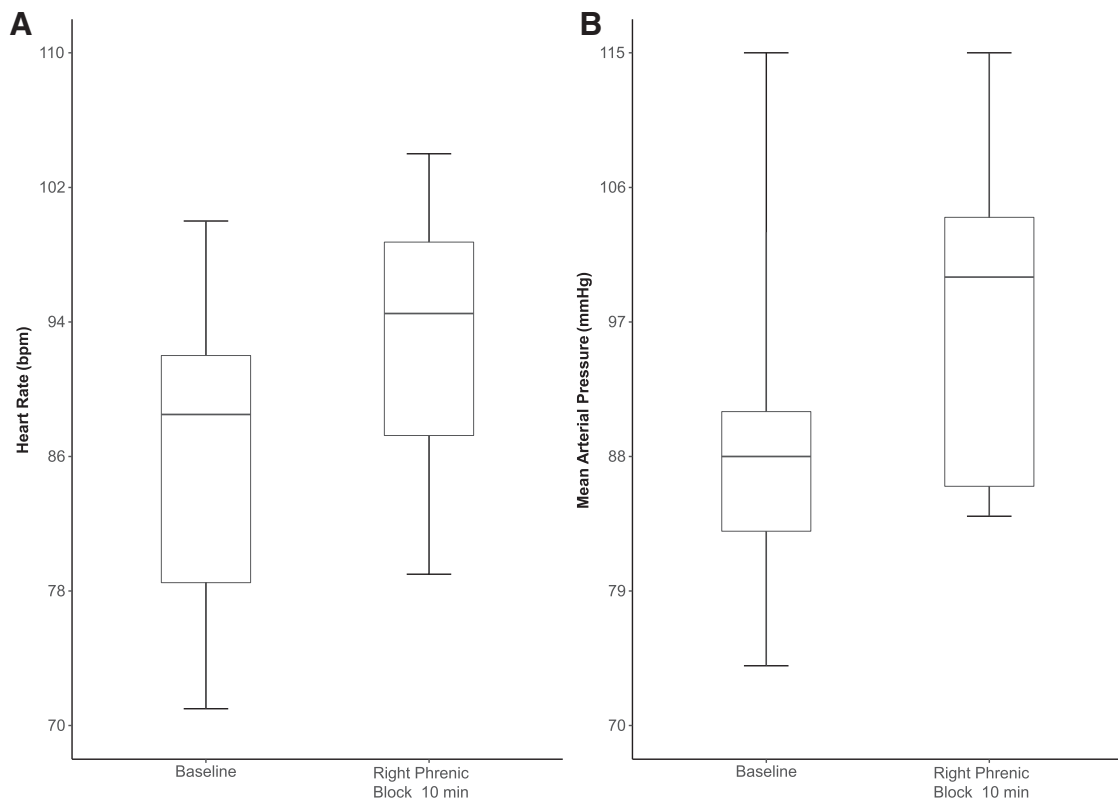 A
110
102
94
86
78
70
Heart Rate (bpm)
Baseline
Right Phrenic
Block 10 min
B
115
106
97
88
79
70
Mean Arterial Pressure (mmHg)
Baseline
Right Phrenic
Block 10 min